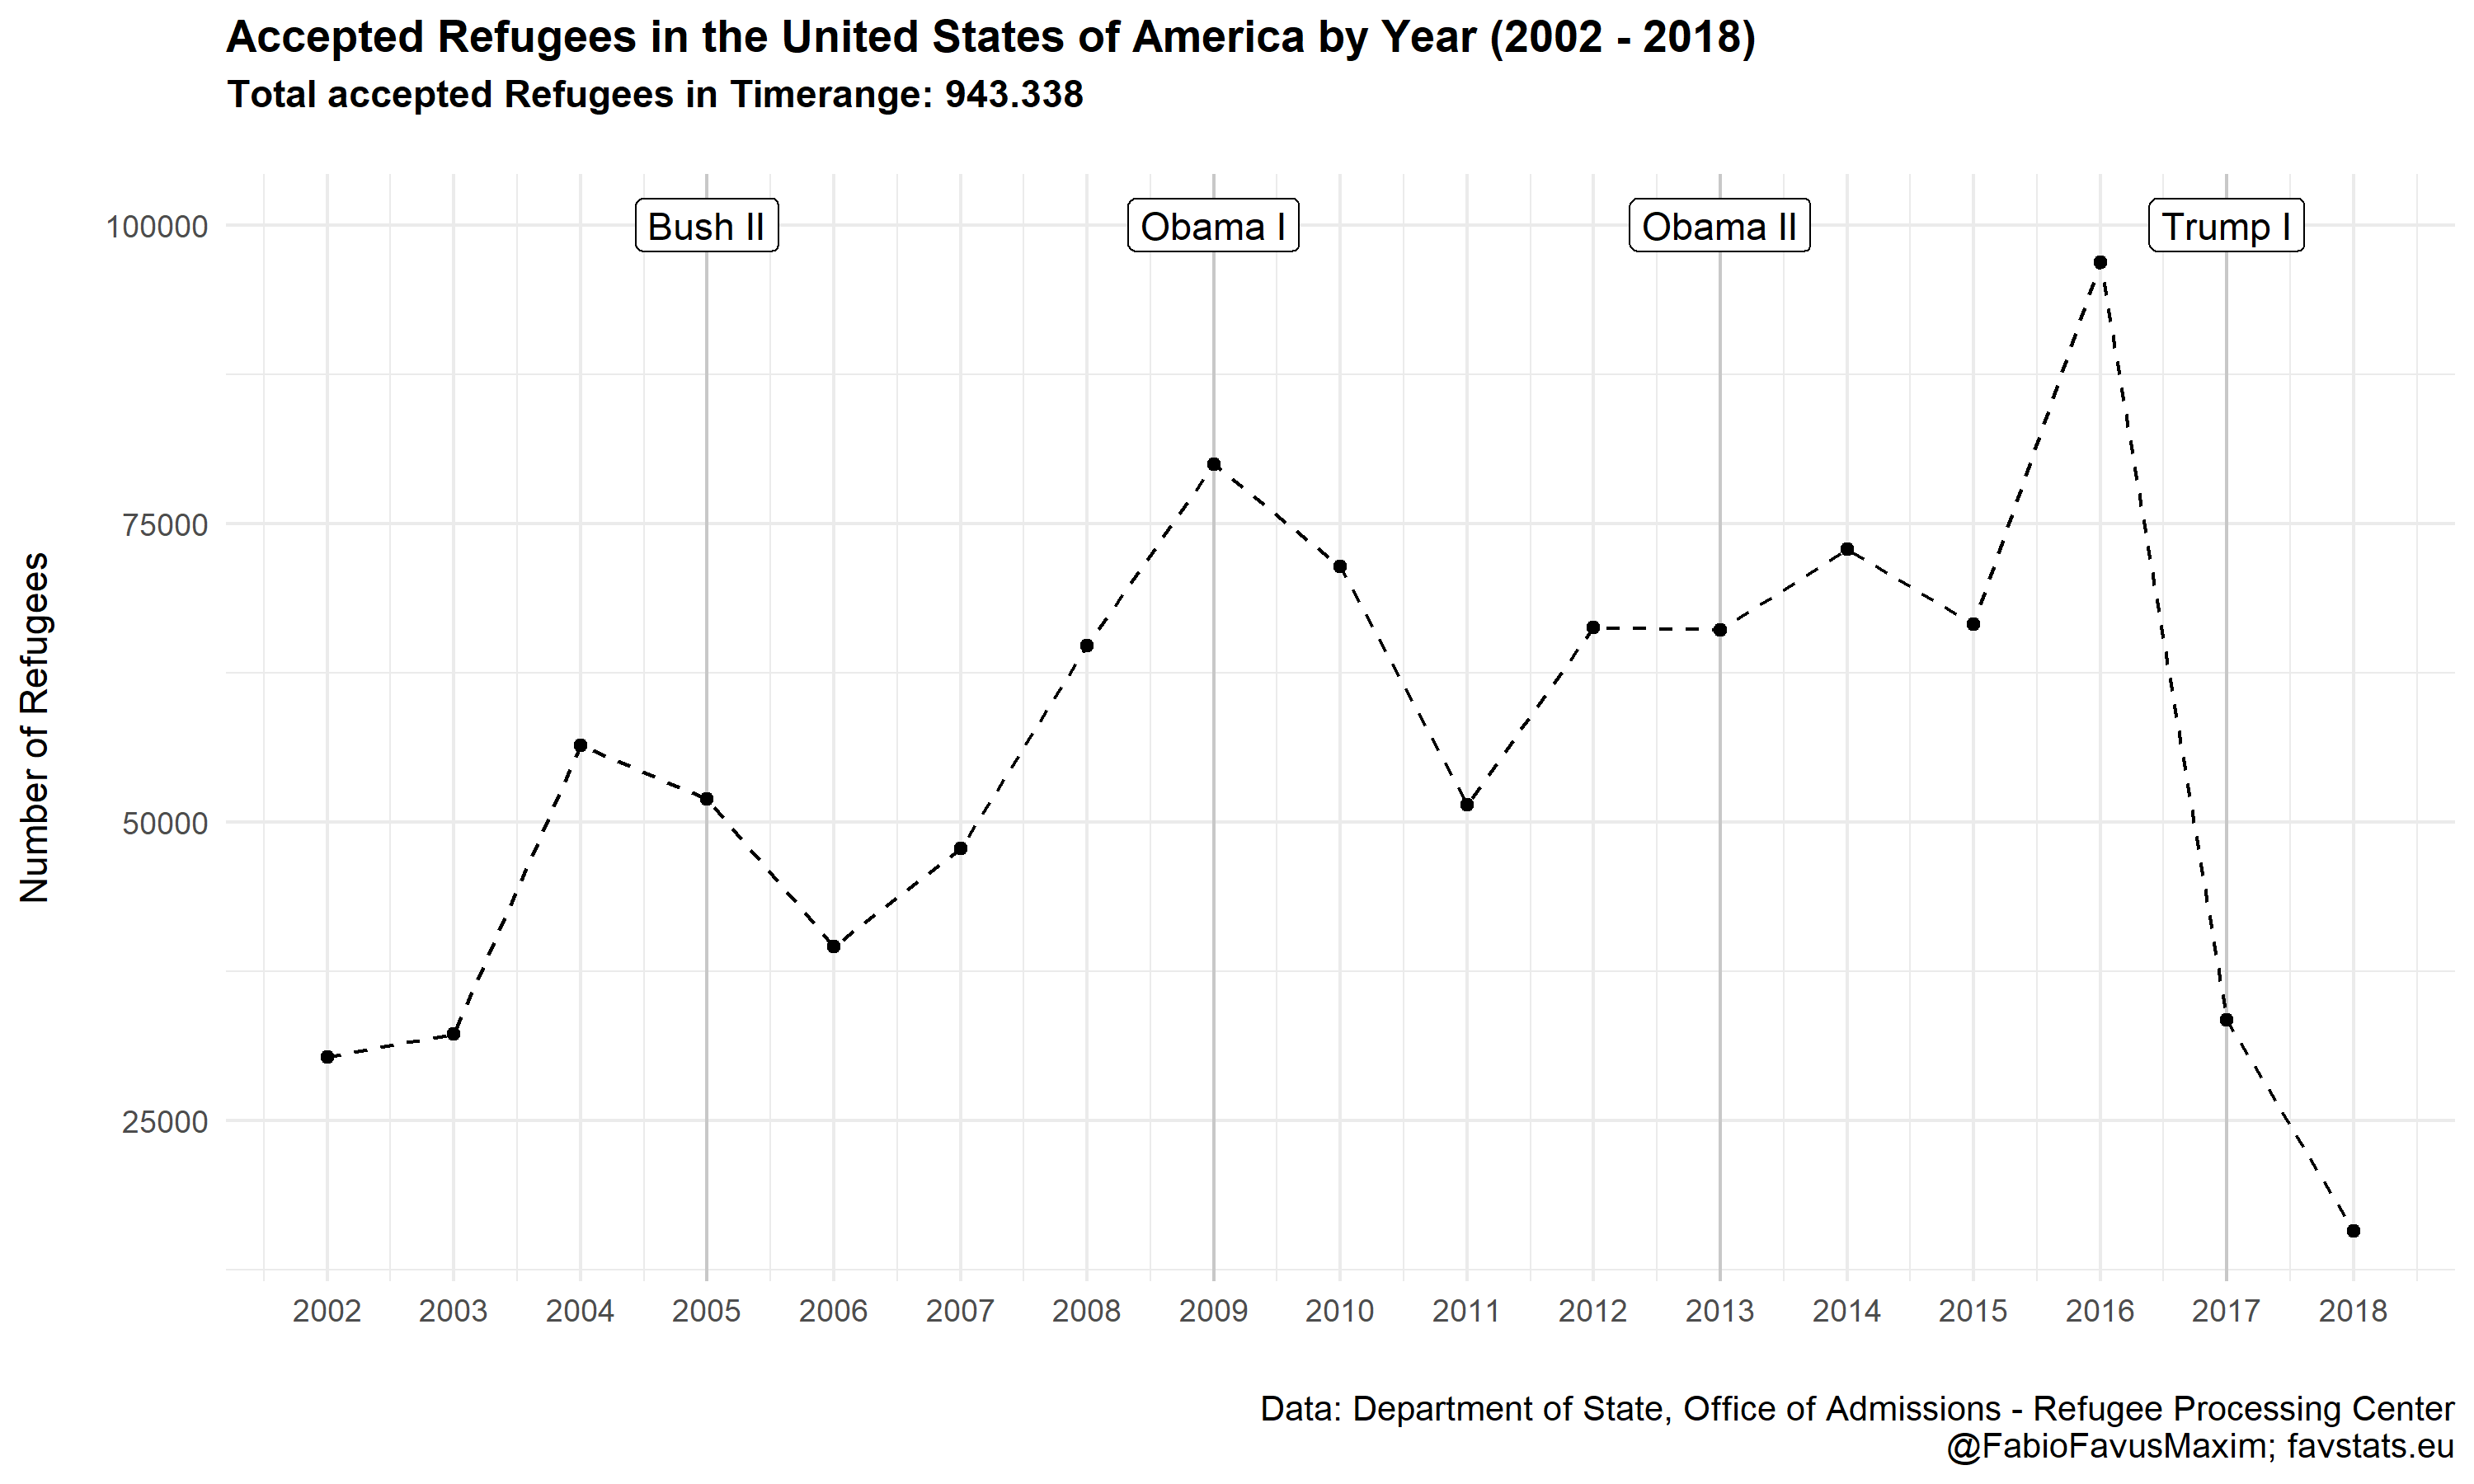 Accepted Refugees in the United States of America by Year (2002 - 2018)
Total accepted Refugees in Timerange: 943.338
Bush II
Obama I
Obama II
Trump I
100000
75000
50000
25000
Number of Refugees
2002 2003 2004 2005 2006 2007 2008 2009 2010 2011 2012 2013 2014 2015 2016 2017 2018
Data: Department of State, Office of Admissions - Refugee Processing Center
@FabioFavusMaxim; favstats.eu